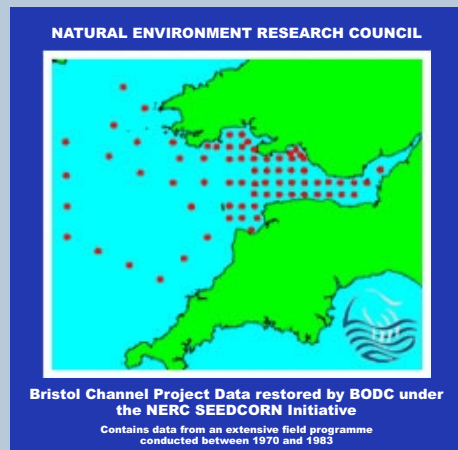 NATURAL ENVIRONMENT RESEARCH COUNCIL
Bristol Channel Project Data restored by BODC under
the NERC SEEDCORN Initiative
Contains data from an extensive field programme
conducted between 1970 and 1983